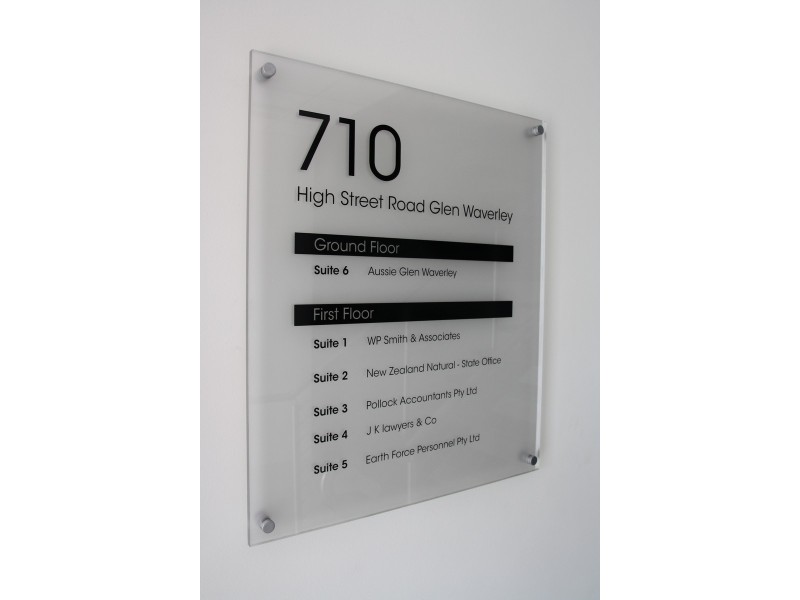 710
High Street Road Glen Waverley
Ground Floor
Suite 6 Aussie Glen Waverley
First Floor
Suite 1 WP Smith & Associates
Suite 2 New Zealand Natural - State Office
Suite 3 Pollock Accountants Pty Ltd
Suite 4 J K lawyers & Co
Suite 5 Earth Force Personnel Pty Ltd